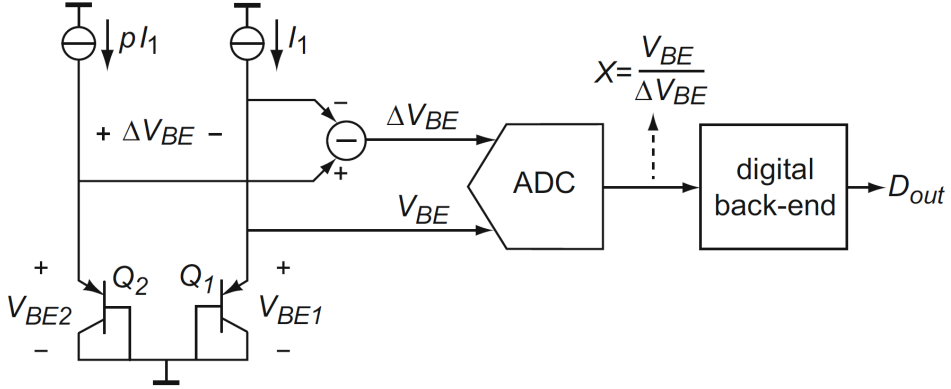 pI1
I1
+ ΔVBE −
−
+
−
ΔVBE
VBE
ADC
X= VBE
ΔVBE
digital
back-end
Dout
+
VBE2
−
Q2
Q1
+
VBE1
−